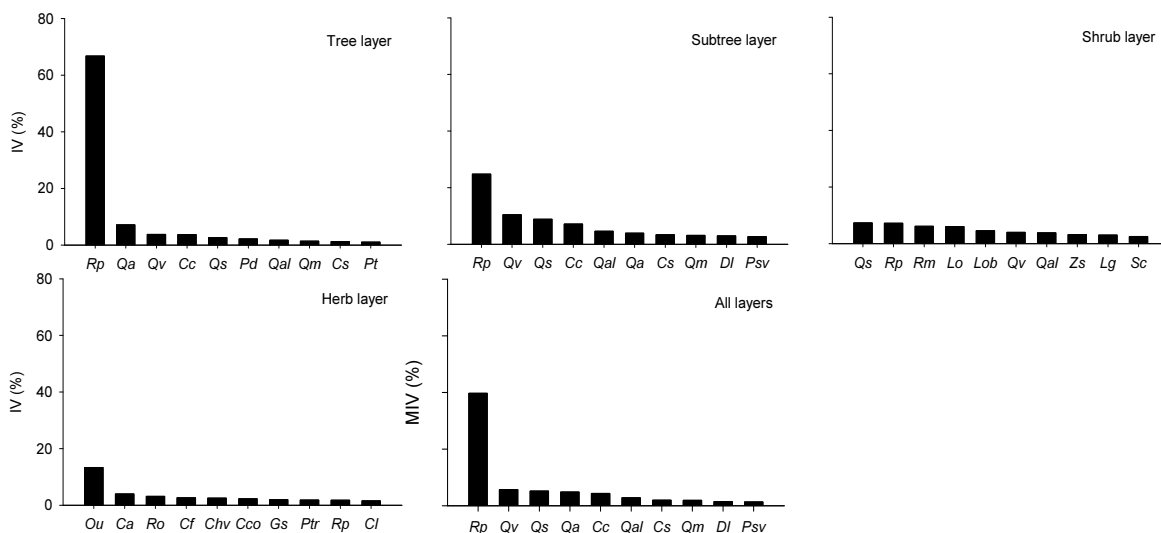 80
60
40
20
0
IV (%)
Tree layer
Rp Qa Qv Cc Qs Pd Qal Qm Cs Pt
Subtree layer
Rp Qv Qs Cc Qal Qa Cs Qm Dl Psv
Shrub layer
Qs Rp Rm Lo Lob Qv Qal Zs Lg Sc
80
60
40
20
0
IV (%)
Herb layer
Ou Ca Ro Cf Chv Cco Gs Ptr Rp Cl
MIV (%)
All layers
Rp Qv Qs Qa Cc Qal Cs Qm Dl Psv